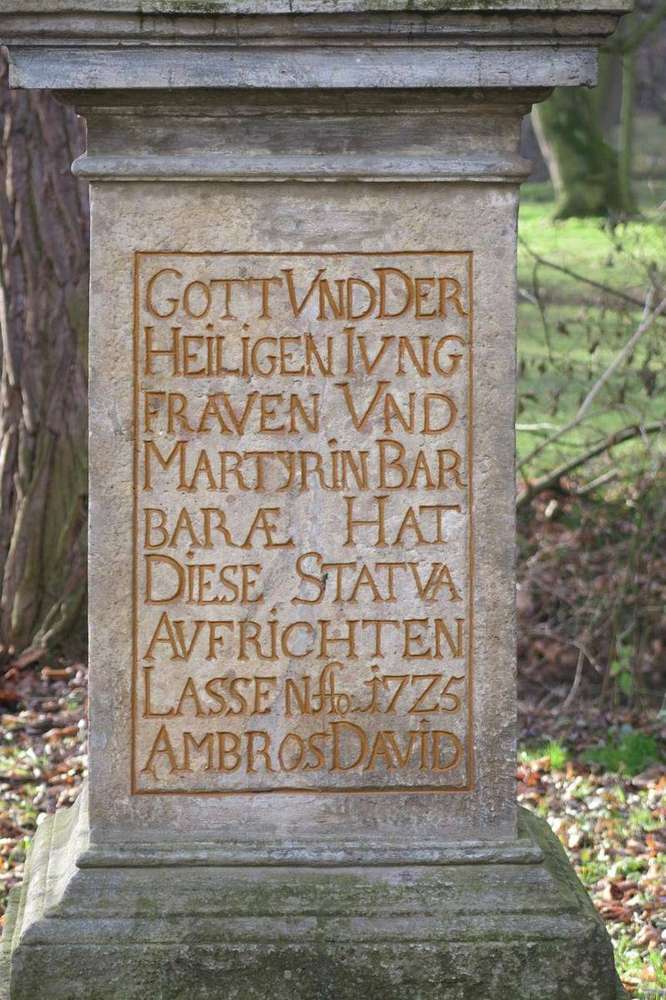 GOTT VND DER
HEILIGEN IVNG
FRAVEN VND
MARTYRIN BAR
BARÆ HAT
DIESE STATVA
AVFRICHTEN
LASSEN Ao. 1725
AMBROS DAVID